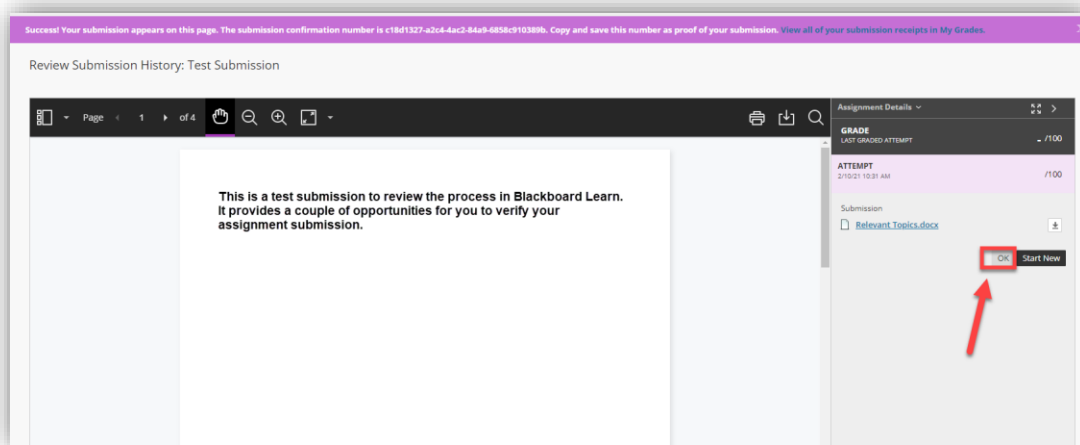 Success! Your submission appears on this page. The submission confirmation number is c18d1327-a2c4-4ac2-84a9-6858c910389b. Copy and save this number as proof of your submission. View all of your submission receipts in My Grades.
Review Submission History: Test Submission
Page 1 of 4
Assignment Details
GRADE
LAST GRADED ATTEMPT
- /100
ATTEMPT
2/10/21 10:31 AM
/100
This is a test submission to review the process in Blackboard Learn.
It provides a couple of opportunities for you to verify your
assignment submission.
Submission
Relevant Topics.docx
OK Start New